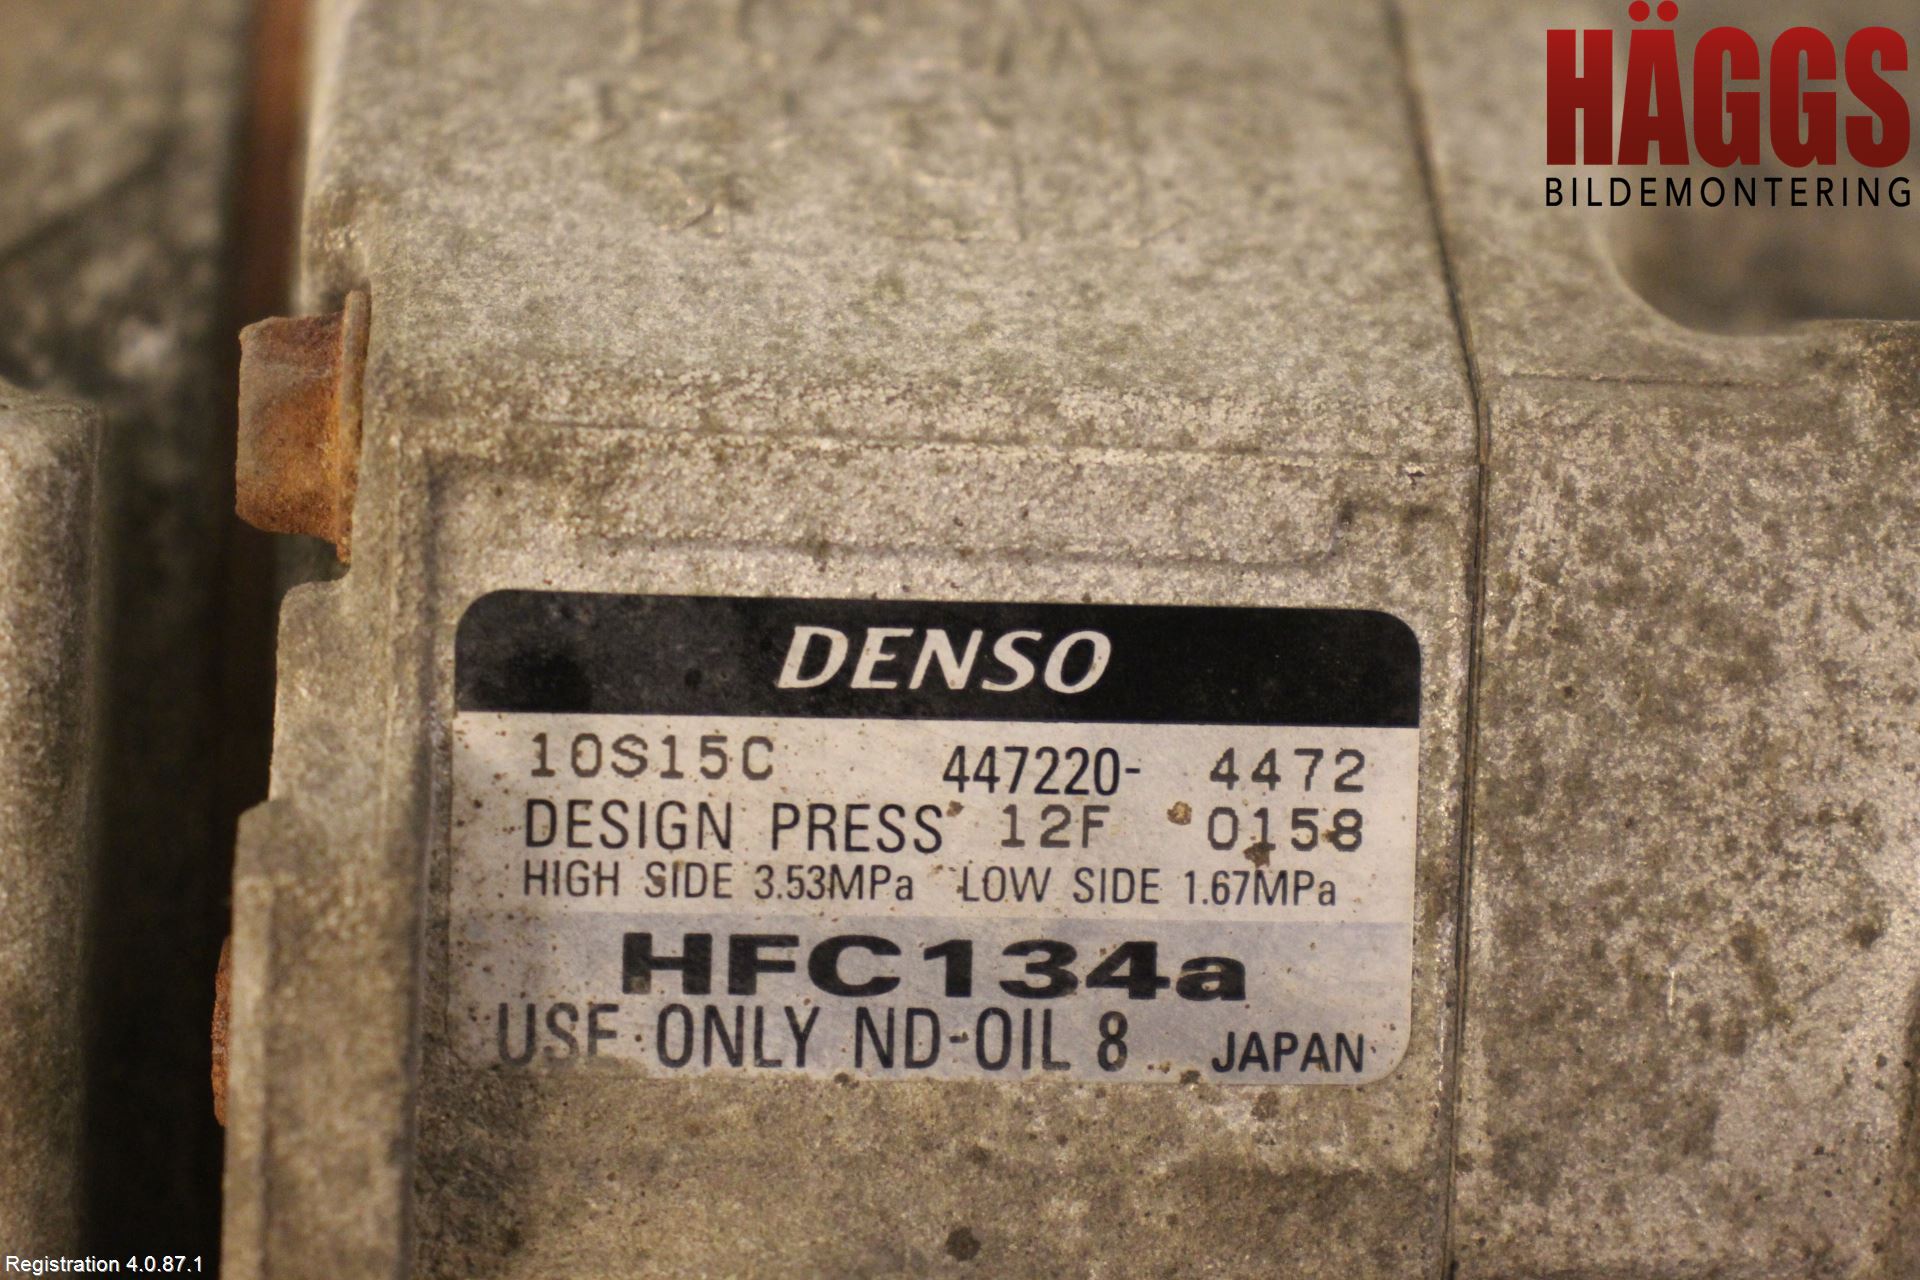 HÄGGS
BILDEMONTERING
DENSO
10S15C 447220- 4472
DESIGN PRESS 12F 0158
HIGH SIDE 3.53MPa LOW SIDE 1.67MPa
HFC134a
USE ONLY ND-OIL 8 JAPAN
Registration 4.0.87.1